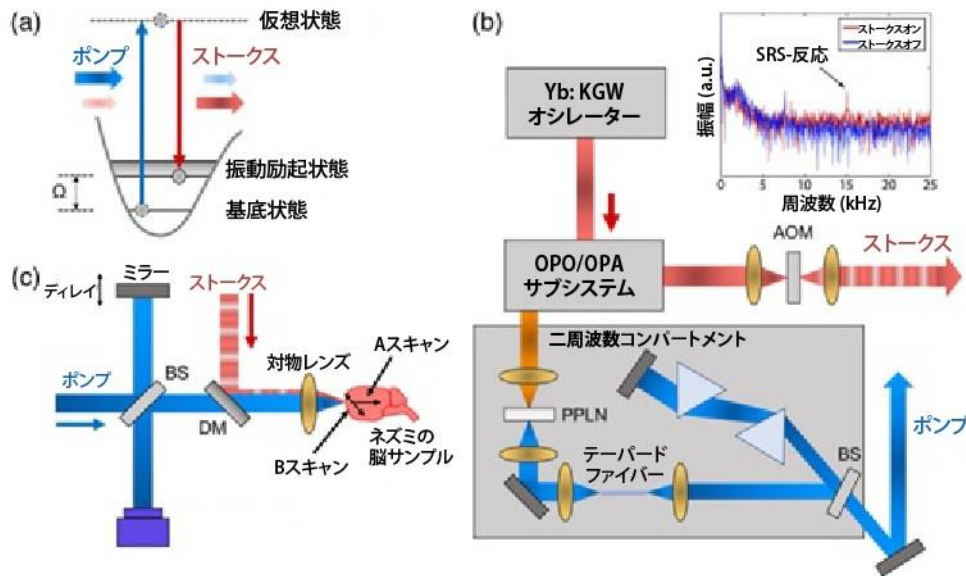 (a)
仮想状態
ポンプ
ストークス
振動励起状態
Ω
基底状態
(b)
Yb: KGW
オシレーター
ストークスオン
ストークスオフ
SRS-反応
振幅 (a.u.)
0
5
10
15
20
25
周波数 (kHz)
AOM
ストークス
OPO/OPA
サブシステム
二周波数コンパートメント
PPLN
テーパード
ファイバー
BS
ポンプ
(c)
ミラー
ディレイ
ストークス
対物レンズ
Aスキャン
BS
ポンプ
DM
Bスキャン
ネズミの
脳サンプル